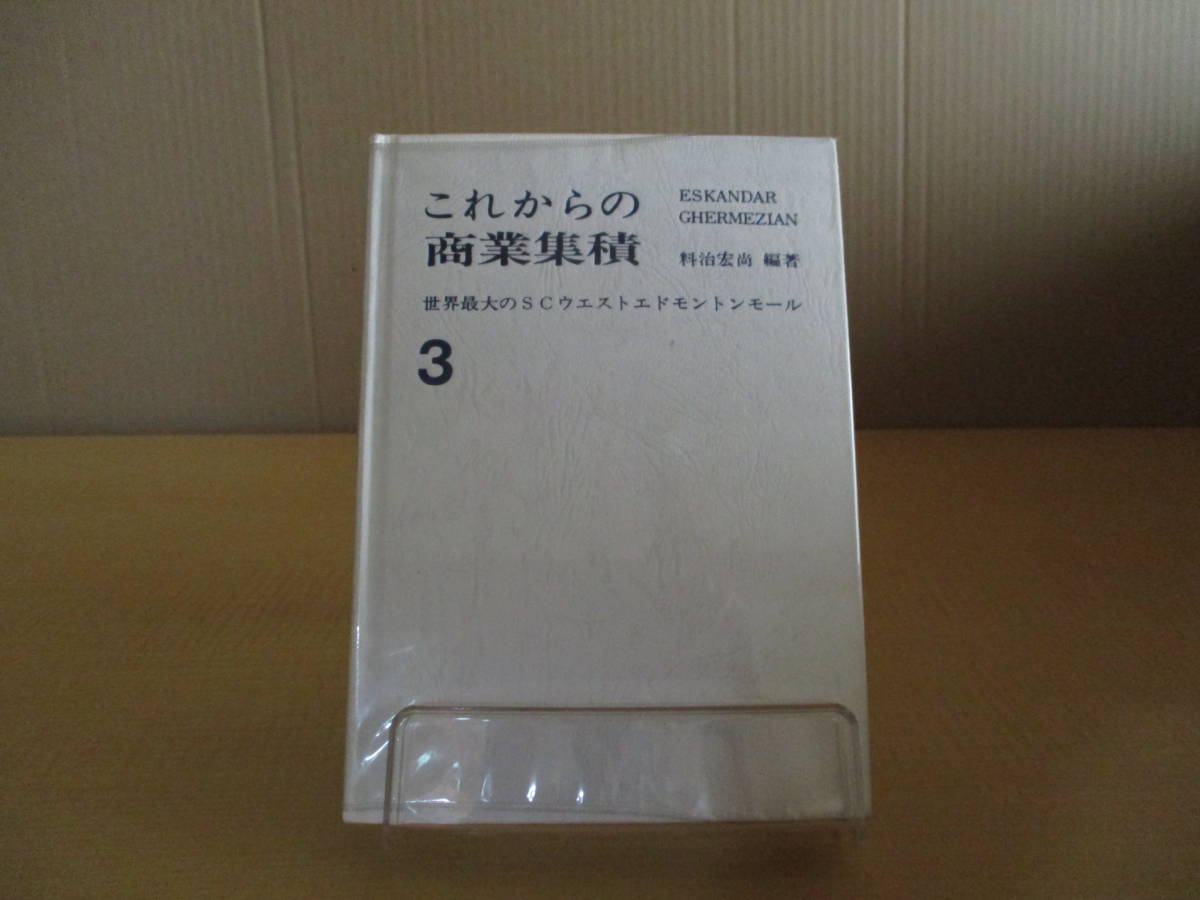 これからの
商業集積
ESKANDAR
GHERMEZIAN
料治宏尚 編著
世界最大のSCウエストエドモントンモール
3